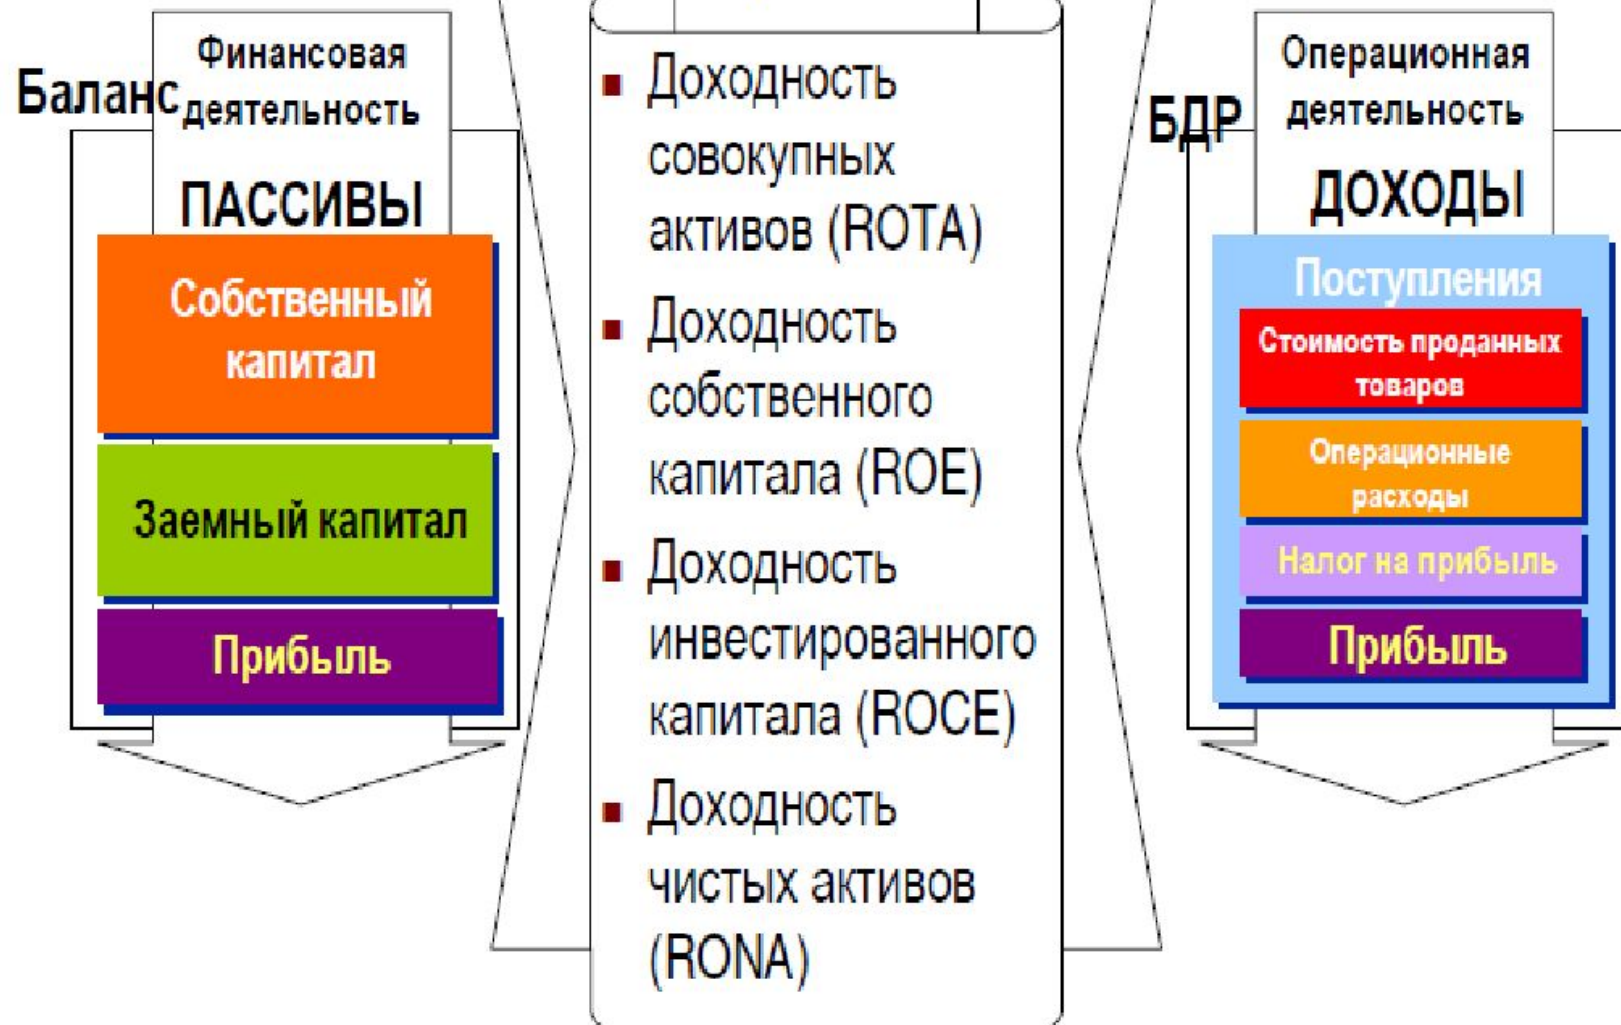 Баланс
Финансовая
деятельность
ПАССИВЫ
Собственный
капитал
Заемный капитал
Прибыль
Доходность
совокупных
активов (ROTA)
Доходность
собственного
капитала (ROE)
Доходность
инвестированного
капитала (ROCE)
Доходность
чистых активов
(RONA)
БДР
Операционная
деятельность
ДОХОДЫ
Поступления
Стоимость проданных
товаров
Операционные
расходы
Налог на прибыль
Прибыль